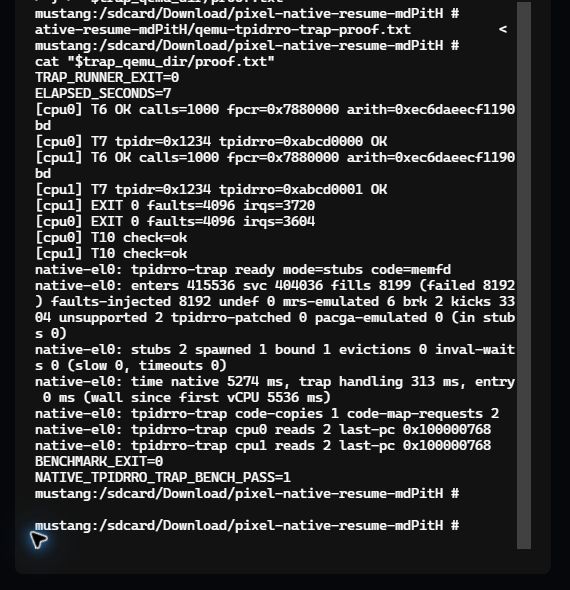 mustang:/sdcard/Download/pixel-native-resume-mdPitH #
ative-resume-mdPitH/qemu-tpidrro-trap-proof.txt <
mustang:/sdcard/Download/pixel-native-resume-mdPitH #
cat "$trap_qemu_dir/proof.txt"
TRAP_RUNNER_EXIT=0
ELAPSED_SECONDS=7
[cpu0] T6 OK calls=1000 fpcr=0x7880000 arith=0xec6daeecf1190
bd
[cpu0] T7 tpidr=0x1234 tpidrro=0xabcd0000 OK
[cpu1] T6 OK calls=1000 fpcr=0x7880000 arith=0xec6daeecf1190
bd
[cpu1] T7 tpidr=0x1234 tpidrro=0xabcd0001 OK
[cpu1] EXIT 0 faults=4096 irqs=3720
[cpu0] EXIT 0 faults=4096 irqs=3604
[cpu0] T10 check=ok
[cpu1] T10 check=ok
native-el0: tpidrro-trap ready mode=stubs code=memfd
native-el0: enters 415536 svc 404036 fills 8199 (failed 8192
) faults-injected 8192 undef 0 mrs-emulated 6 brk 2 kicks 33
04 unsupported 2 tpidrro-patched 0 pacga-emulated 0 (in stub
s 0)
native-el0: stubs 2 spawned 1 bound 1 evictions 0 inval-wait
s 0 (slow 0, timeouts 0)
native-el0: time native 5274 ms, trap handling 313 ms, entry
 0 ms (wall since first vCPU 5536 ms)
native-el0: tpidrro-trap code-copies 1 code-map-requests 2
native-el0: tpidrro-trap cpu0 reads 2 last-pc 0x100000768
native-el0: tpidrro-trap cpu1 reads 2 last-pc 0x100000768
BENCHMARK_EXIT=0
NATIVE_TPIDRRO_TRAP_BENCH_PASS=1
mustang:/sdcard/Download/pixel-native-resume-mdPitH #
mustang:/sdcard/Download/pixel-native-resume-mdPitH #